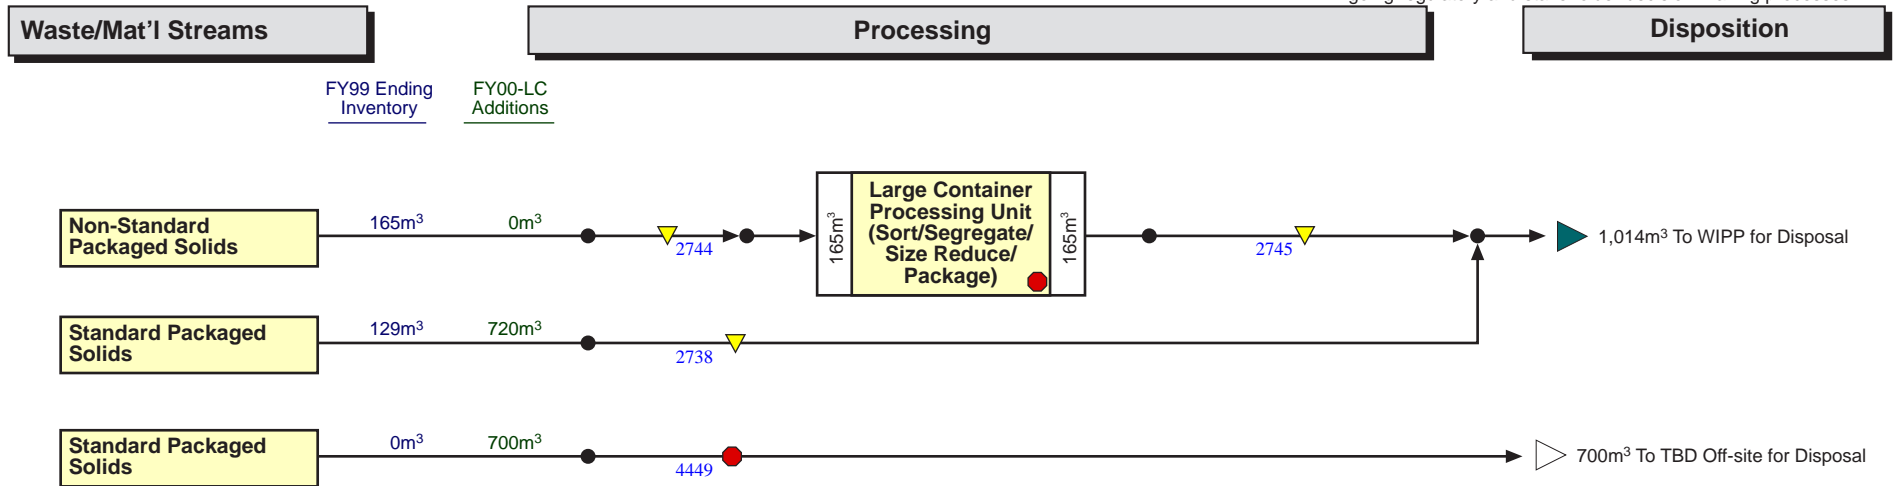 Waste/Mat'l Streams
Processing
Disposition
FY99 Ending
Inventory
FY00-LC
Additions
Non-Standard
Packaged Solids
165m³
0m³
2744
165m³
Large Container
Processing Unit
(Sort/Segregate/
Size Reduce/
Package)
165m³
2745
1,014m³ To WIPP for Disposal
Standard Packaged
Solids
129m³
720m³
2738
Standard Packaged
Solids
0m³
700m³
4449
700m³ To TBD Off-site for Disposal